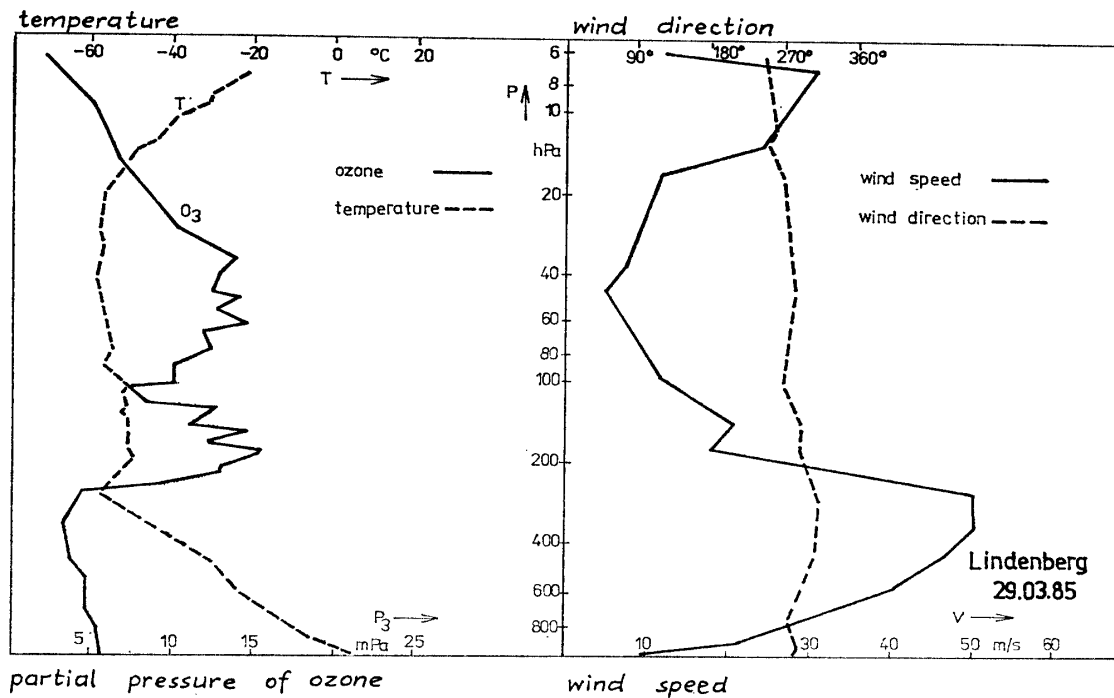 temperature
-60 -40 -20 0 °C 20
T
T
ozone
temperature
O3
P3
5 10 15 mPa 25
partial pressure of ozone
wind direction
90° 180° 270° 360°
P
6
8
10
hPa
20
40
60
80
100
200
400
600
800
wind speed
wind direction
Lindenberg
29.03.85
V
10 30 40 50 m/s 60
wind speed